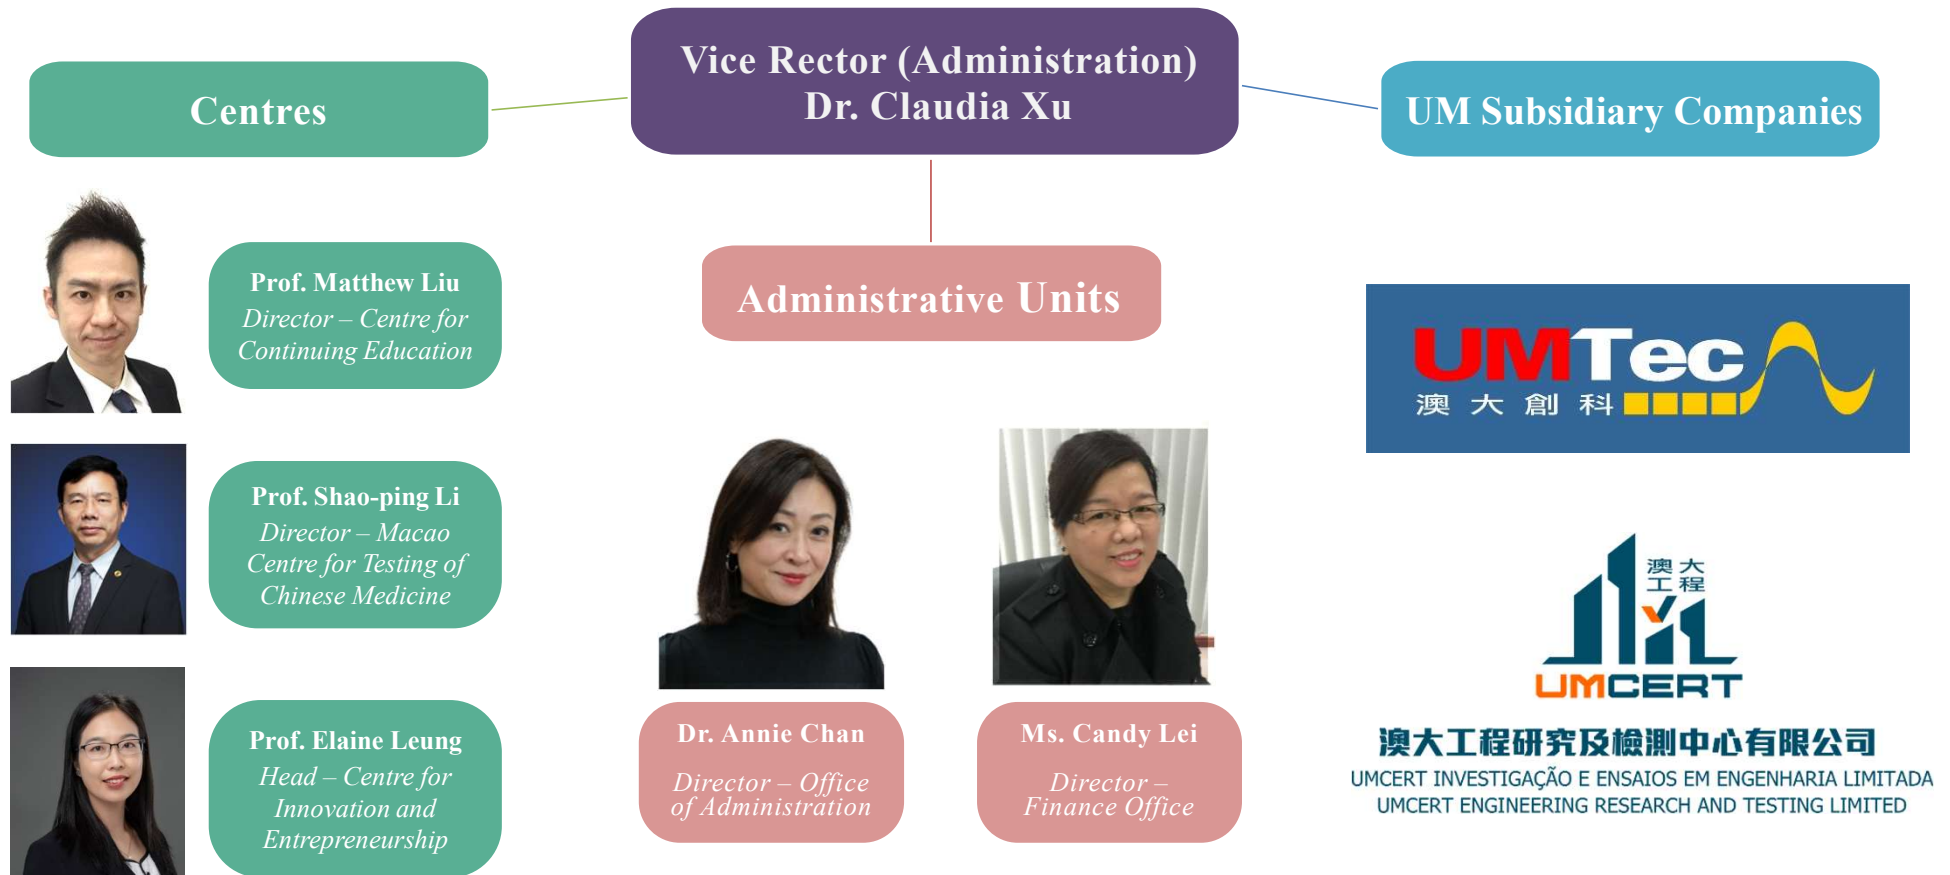 Vice Rector (Administration)
Dr. Claudia Xu
Centres
UM Subsidiary Companies
Prof. Matthew Liu
Director – Centre for
Continuing Education
Prof. Shao-ping Li
Director – Macao
Centre for Testing of
Chinese Medicine
Prof. Elaine Leung
Head – Centre for
Innovation and
Entrepreneurship
Administrative Units
Dr. Annie Chan
Director – Office
of Administration
Ms. Candy Lei
Director –
Finance Office
UMTec
澳大創科
澳大
工程
UMCERT
澳大工程研究及檢測中心有限公司
UMCERT INVESTIGAÇÃO E ENSAIOS EM ENGENHARIA LIMITADA
UMCERT ENGINEERING RESEARCH AND TESTING LIMITED